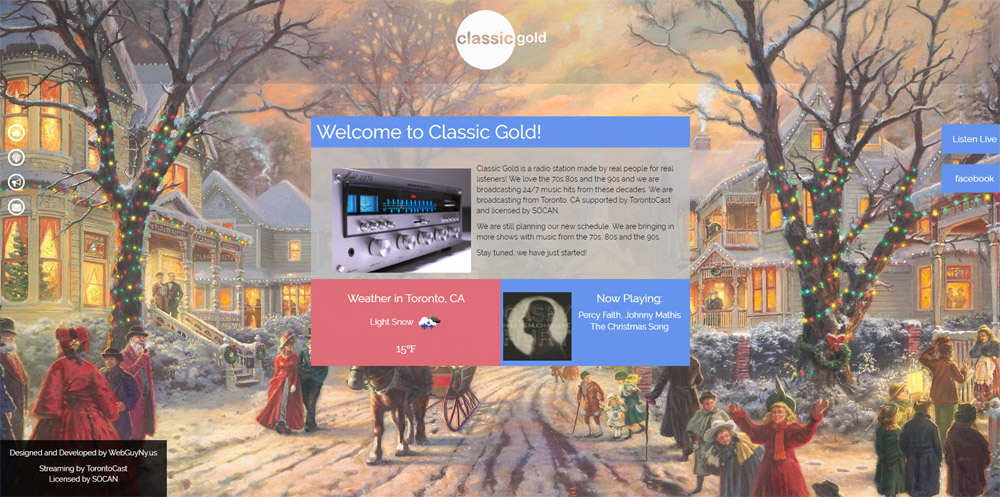 classic gold
Welcome to Classic Gold!
Listen Live
facebook
Classic Gold is a radio station made by real people for real
listeners! We love the 70s,80s and the 90s and we are
broadcasting 24/7 music hits from these decades. We are
broadcasting from Toronto. CA supported by TorontoCast
and licensed by SOCAN.
We are still planning our new schedule. We are bringing in
more shows with music from the 70s, 80s and the 90s.
Stay tuned, we have just started!
Weather in Toronto, CA
Light Snow
15°F
Now Playing:
Percy Faith, Johnny Mathis
The Christmas Song
Designed and Developed by WebGuyNy.us
Streaming by TorontoCast
Licensed by SOCAN